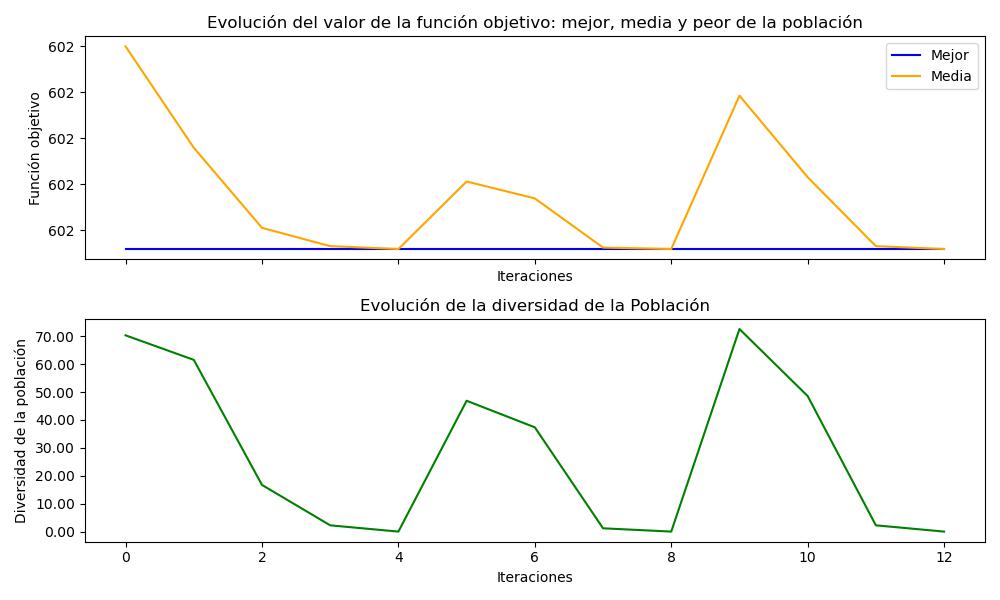 Evolución del valor de la función objetivo: mejor, media y peor de la población
Función objetivo
602
602
602
602
602
Mejor
Media
Iteraciones
Evolución de la diversidad de la Población
Diversidad de la población
70.00
60.00
50.00
40.00
30.00
20.00
10.00
0.00
0 2 4 6 8 10 12
Iteraciones